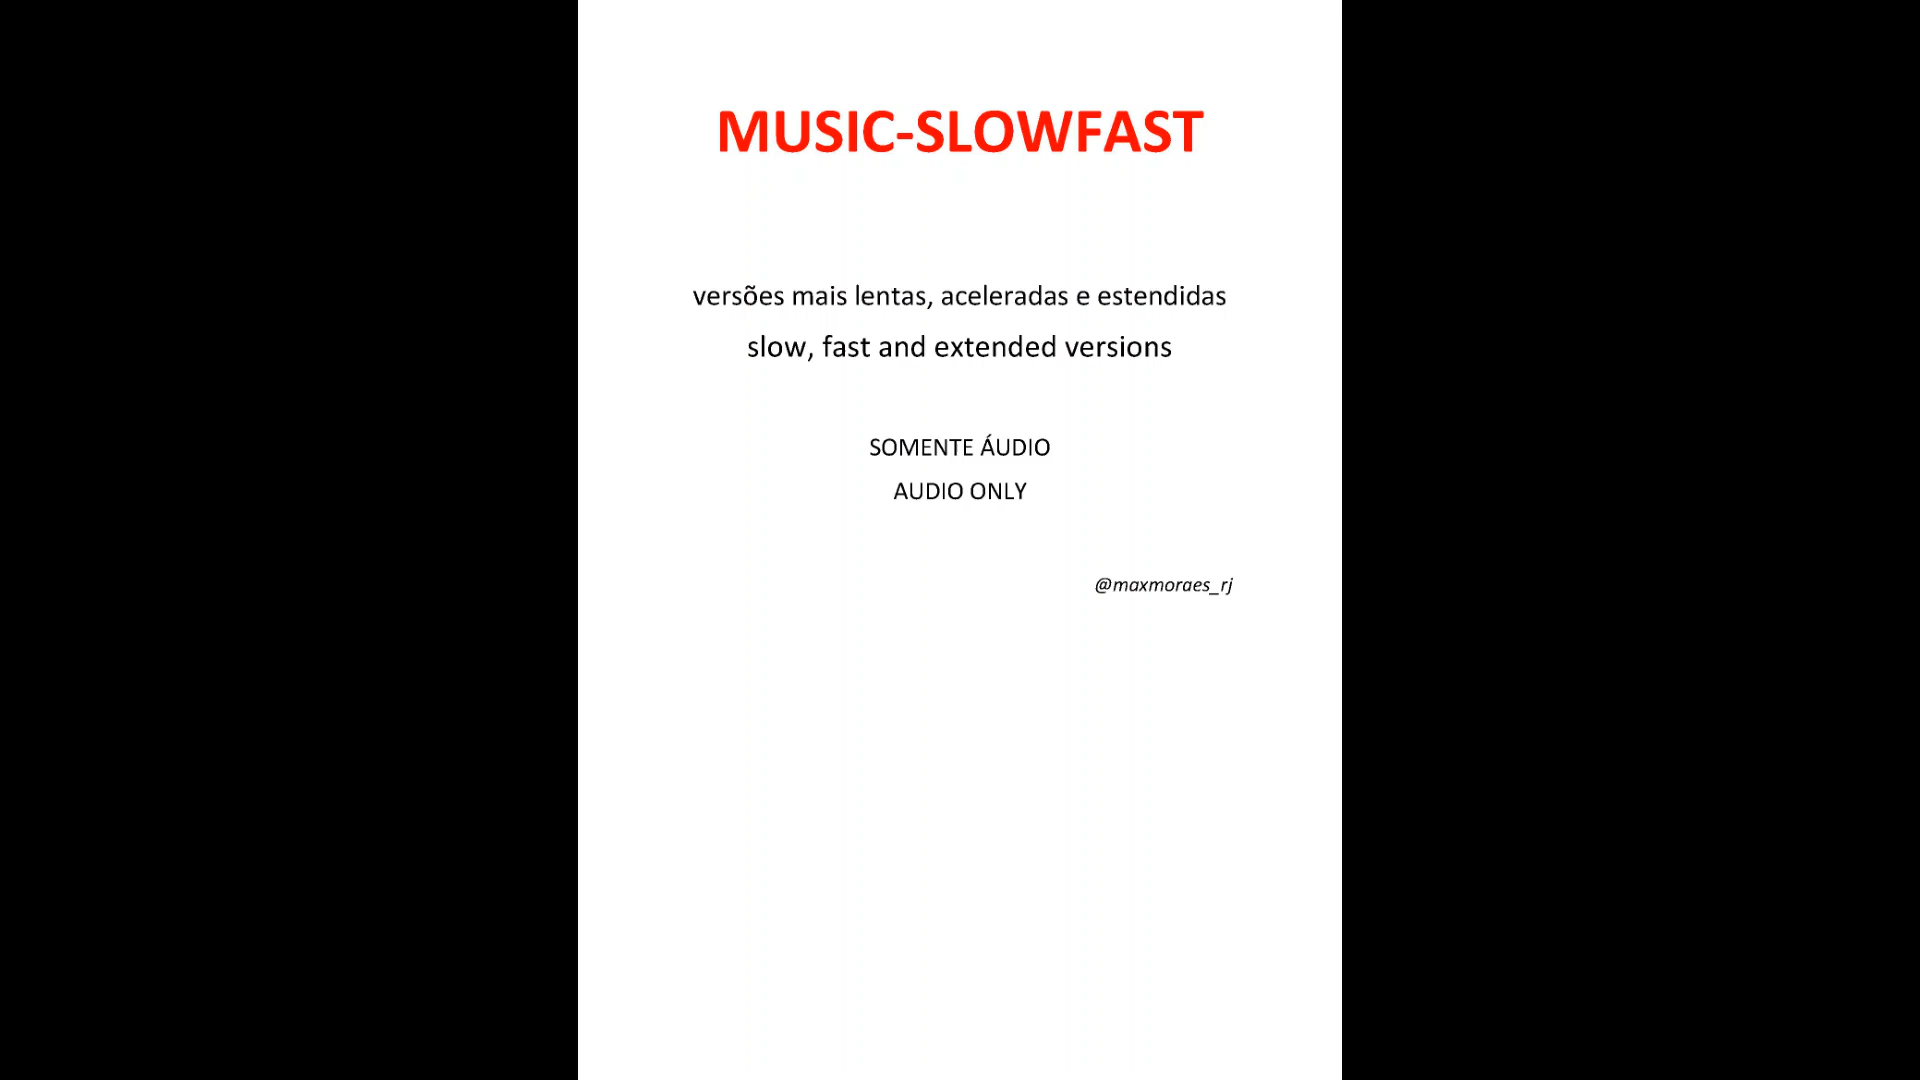 MUSIC-SLOWFAST
versões mais lentas, aceleradas e estendidas
slow, fast and extended versions
SOMENTE ÁUDIO
AUDIO ONLY
@maxmoraes_rj